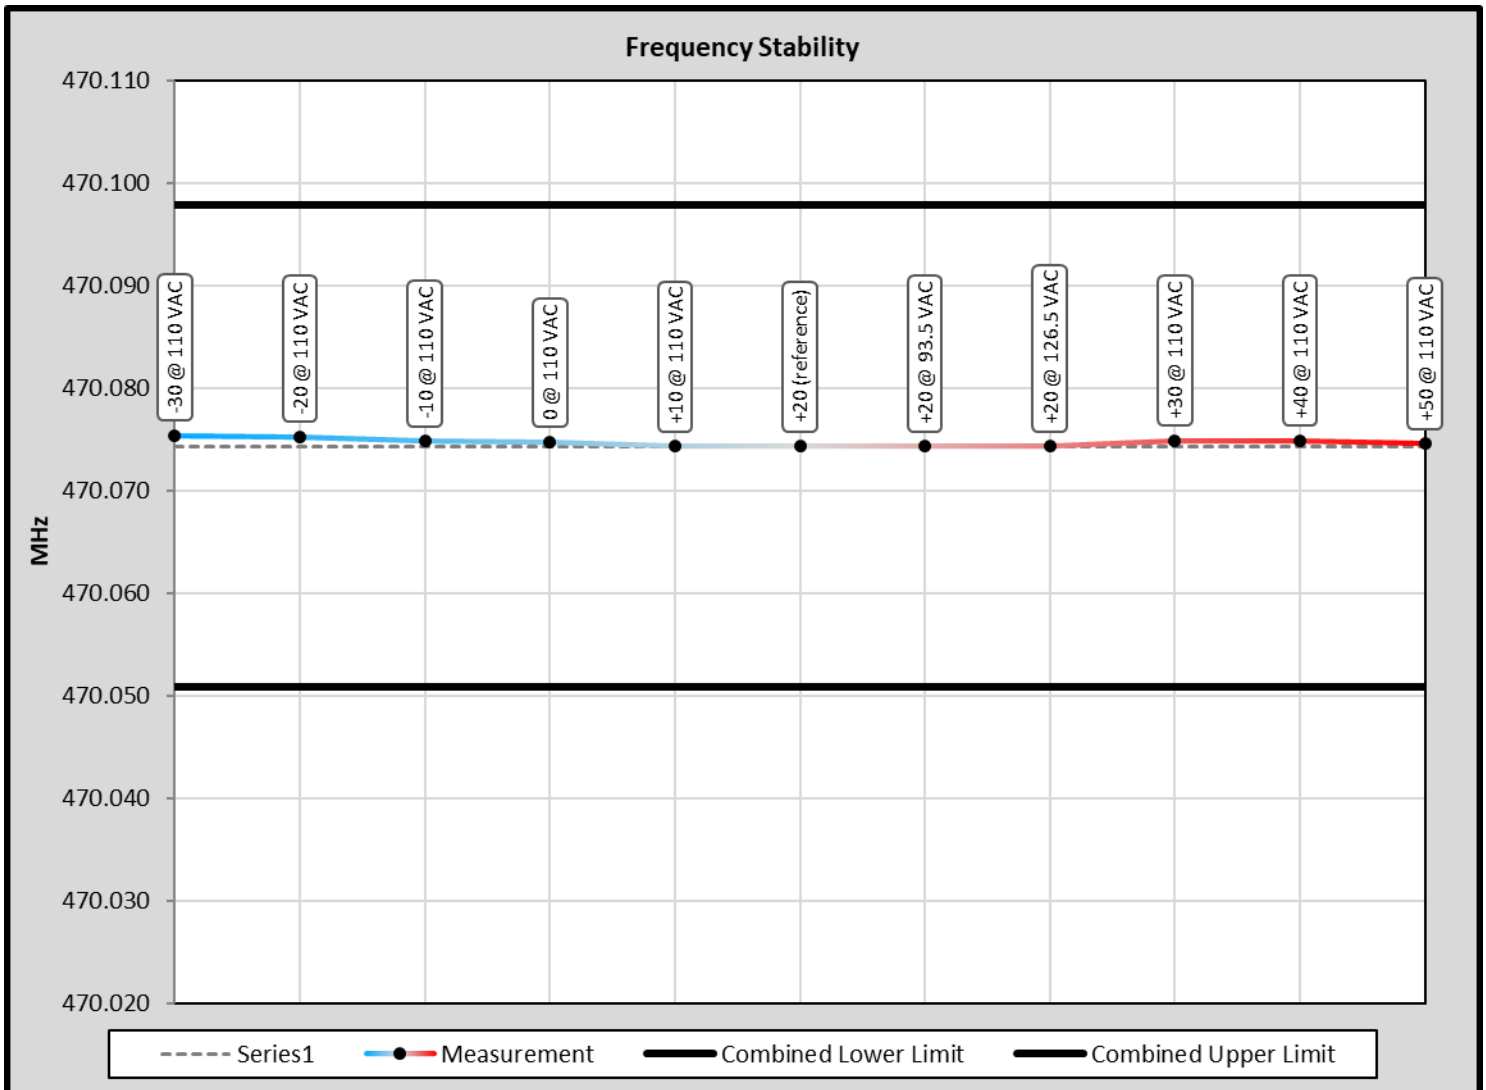 Frequency Stability
470.110
470.100
470.090
470.080
470.070
470.060
470.050
470.040
470.030
470.020
MHz
-30 @ 110 VAC
-20 @ 110 VAC
-10 @ 110 VAC
0 @ 110 VAC
+10 @ 110 VAC
+20 (reference)
+20 @ 93.5 VAC
+20 @ 126.5 VAC
+30 @ 110 VAC
+40 @ 110 VAC
+50 @ 110 VAC
Series1 Measurement Combined Lower Limit Combined Upper Limit